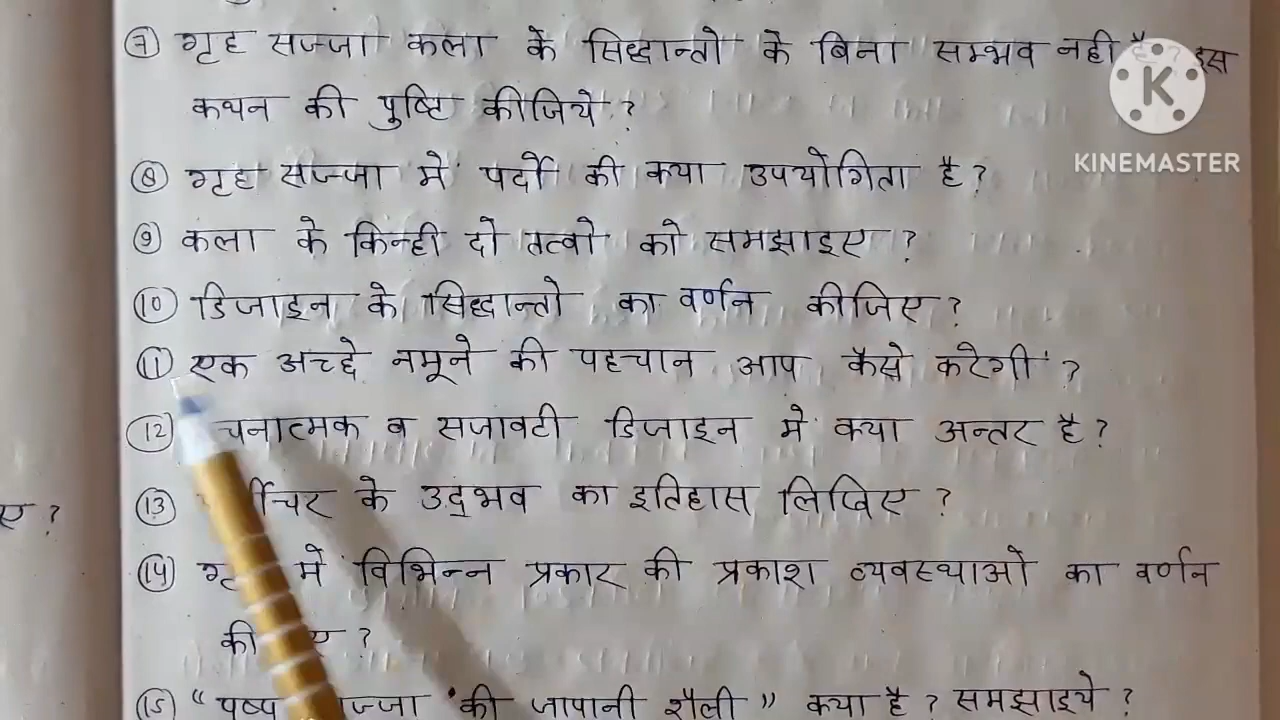 ⑦ गृह सज्जा कला के सिद्धान्तो के बिना सम्भव नही है? इस
कथन की पुष्टि कीजिये?
K
KINEMASTER
⑧ गृह सज्जा मे पर्दो की क्या उपयोगिता है?
⑨ कला के किन्ही दो तत्वो को समझाइए?
⑩ डिजाइन के सिद्धान्तो का वर्णन कीजिए?
⑪ एक अच्छे नमूने की पहचान आप कैसे करेगी?
⑫ चनात्मक व सजावटी डिजाइन मे क्या अन्तर है?
⑬ के उद्भव का इतिहास लिखिए?
ए?
⑭ मे विभिन्न प्रकार की प्रकाश व्यवस्थाओ का वर्णन
की ए?
⑮ "पुष्प ज्जा की जापानी शैली" क्या है? समझाइये?